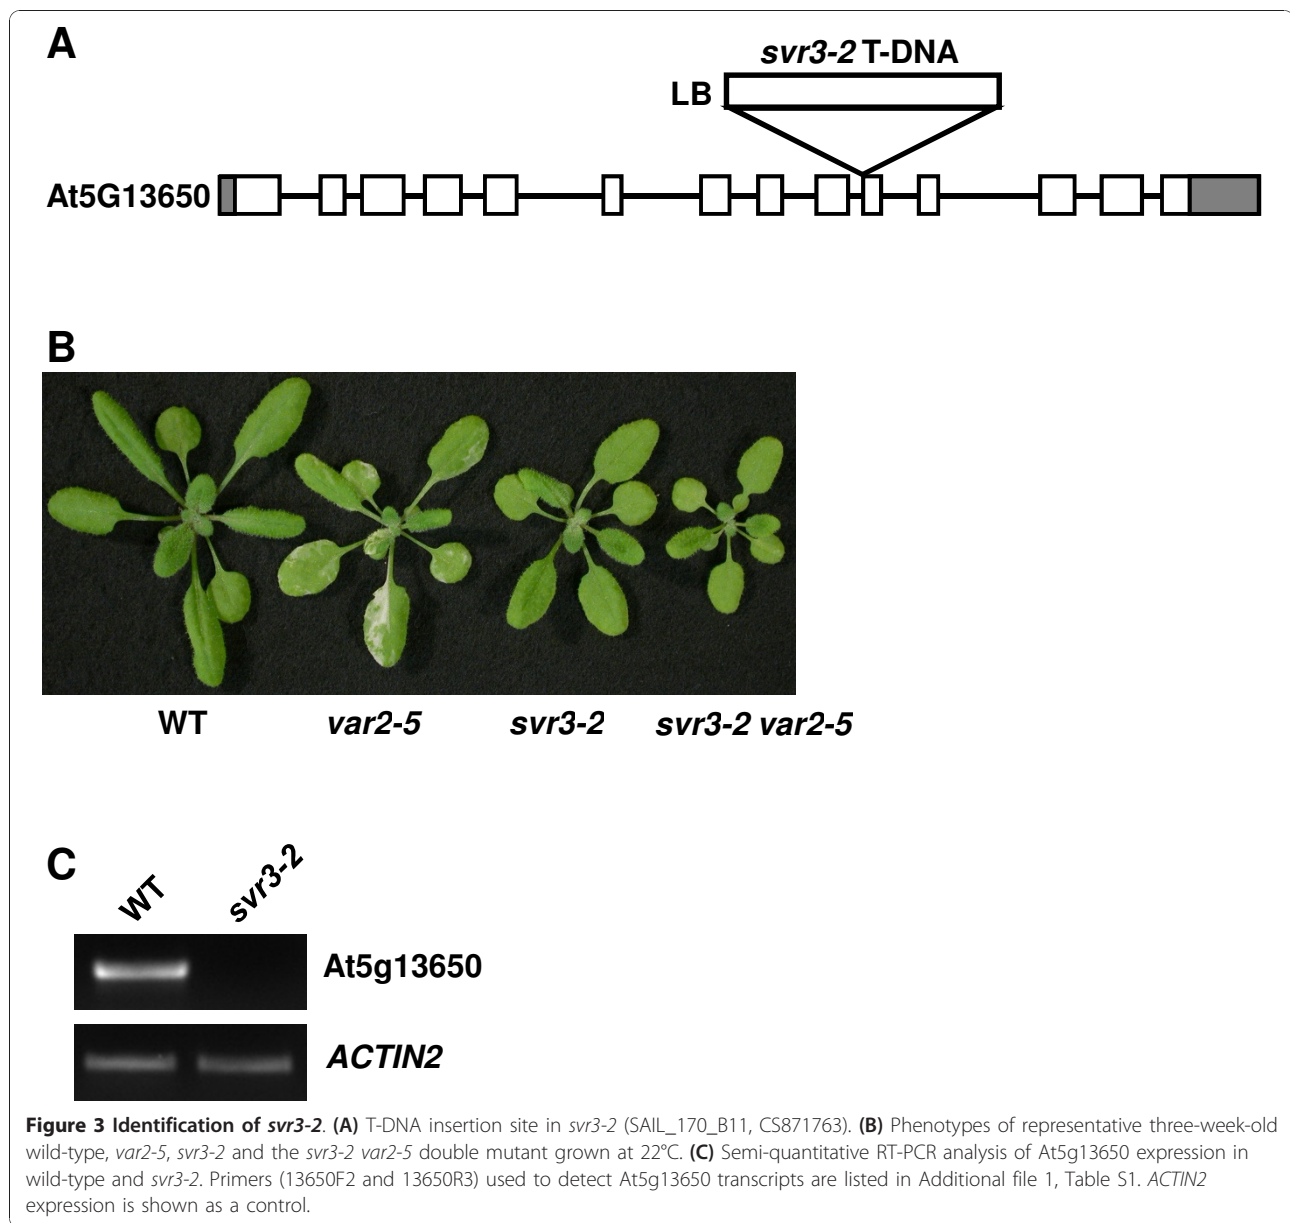 A
svr3-2 T-DNA
LB
At5G13650
B
WT
var2-5
svr3-2
svr3-2 var2-5
C
WT
svr3-2
At5g13650
ACTIN2
Figure 3 Identification of svr3-2. (A) T-DNA insertion site in svr3-2 (SAIL_170_B11, CS871763). (B) Phenotypes of representative three-week-old
wild-type, var2-5, svr3-2 and the svr3-2 var2-5 double mutant grown at 22°C. (C) Semi-quantitative RT-PCR analysis of At5g13650 expression in
wild-type and svr3-2. Primers (13650F2 and 13650R3) used to detect At5g13650 transcripts are listed in Additional file 1, Table S1. ACTIN2
expression is shown as a control.